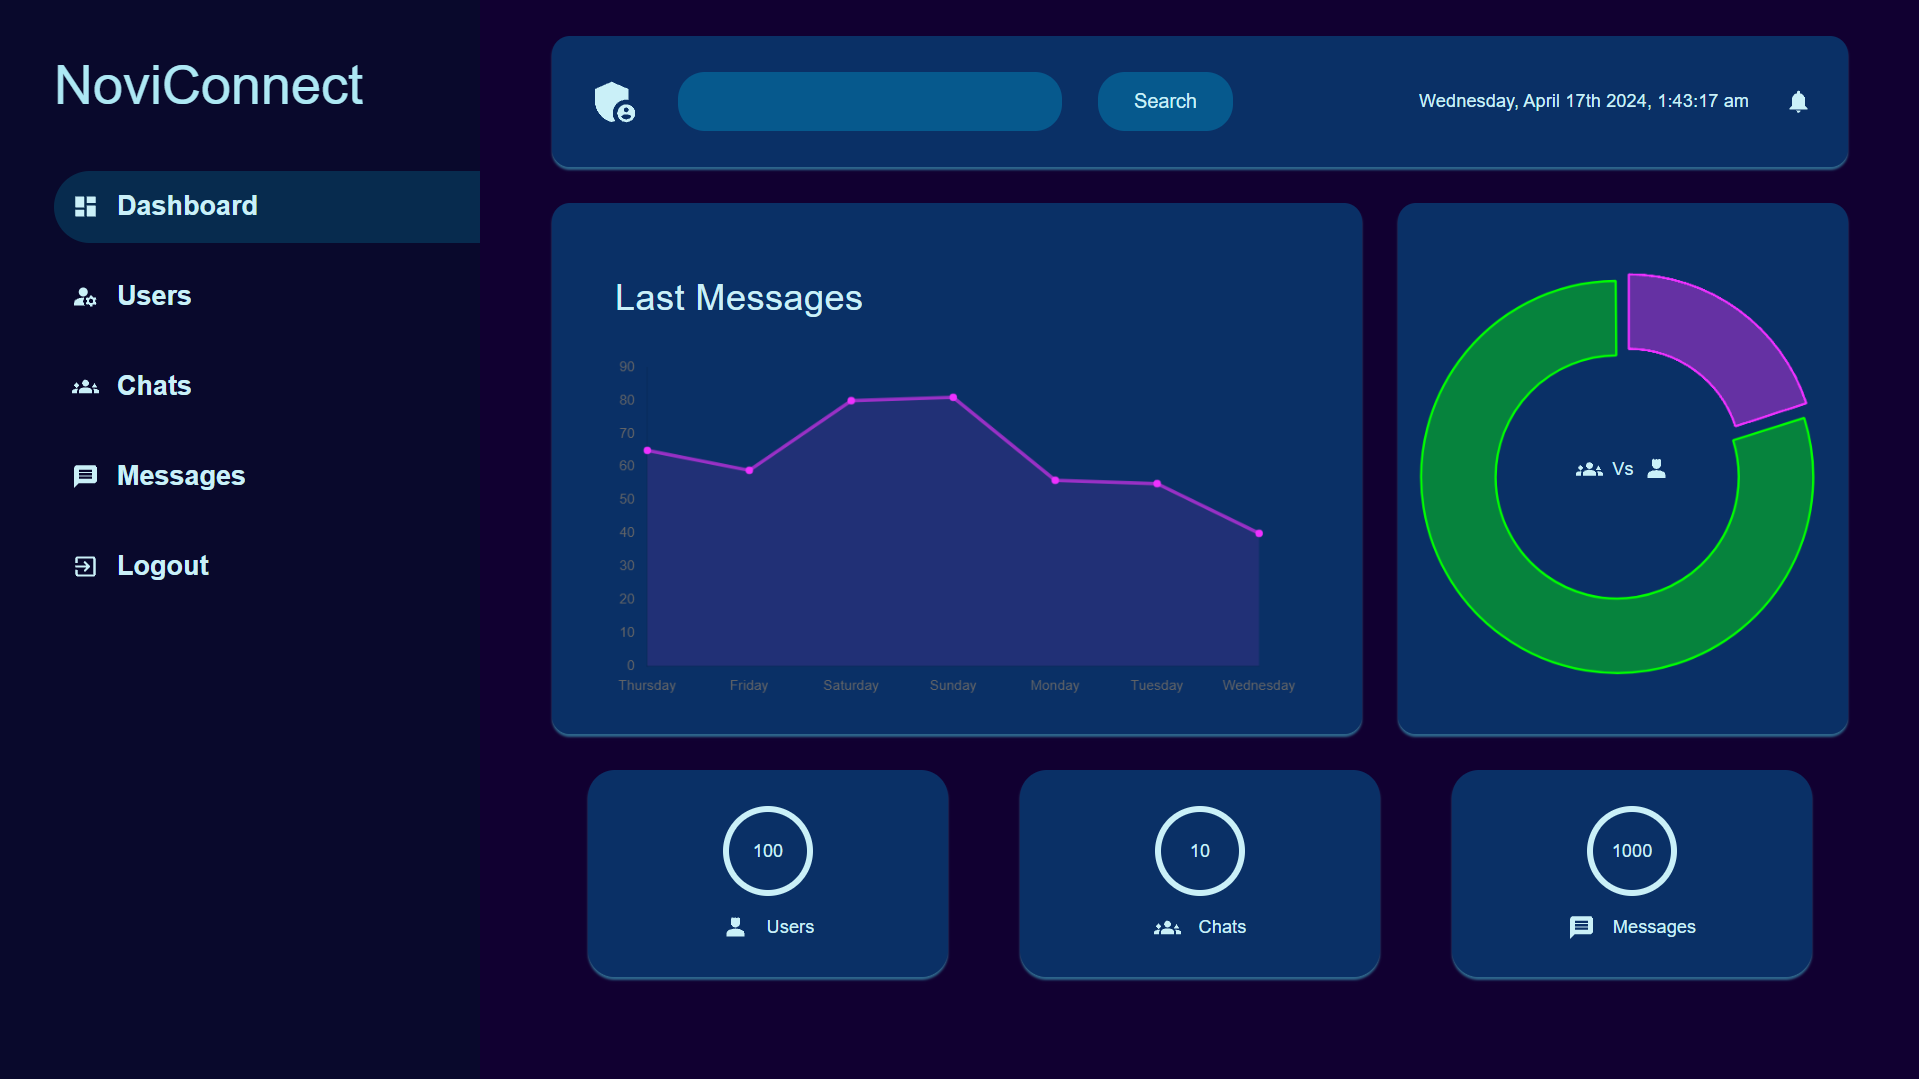 NoviConnect
Dashboard
Users
Chats
Messages
Logout
Search
Wednesday, April 17th 2024, 1:43:17 am
Last Messages
90
80
70
60
50
40
30
20
10
0
Thursday Friday Saturday Sunday Monday Tuesday Wednesday
Vs
100
Users
10
Chats
1000
Messages